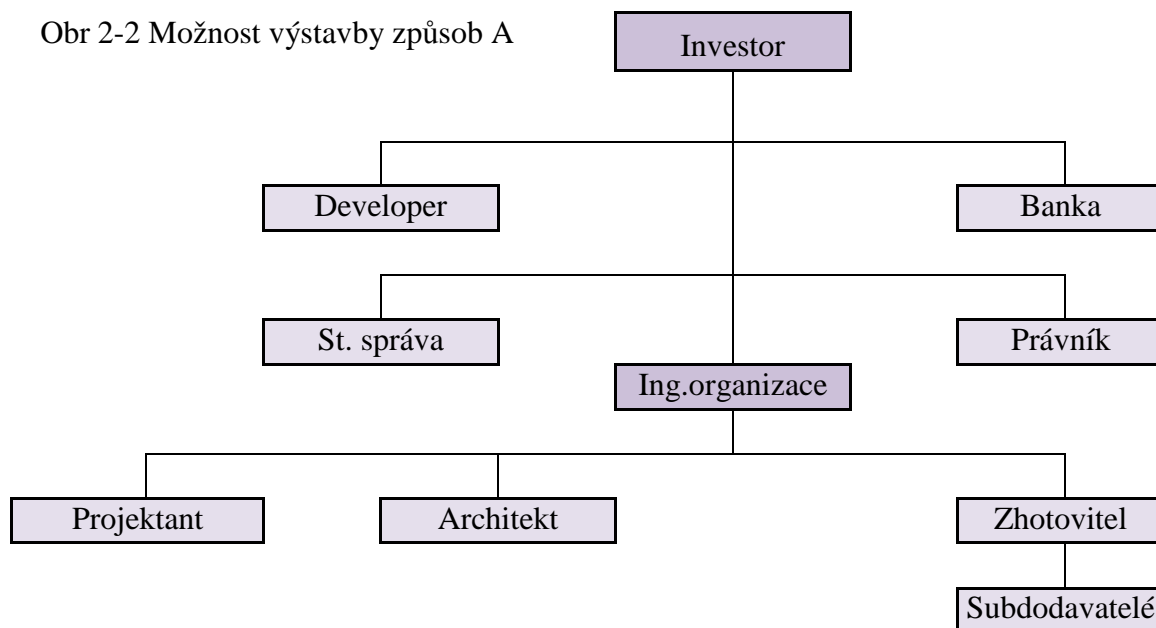 Obr 2-2 Možnost výstavby způsob A
Investor
Developer
Banka
St. správa
Právník
Ing.organizace
Projektant
Architekt
Zhotovitel
Subdodavatelé